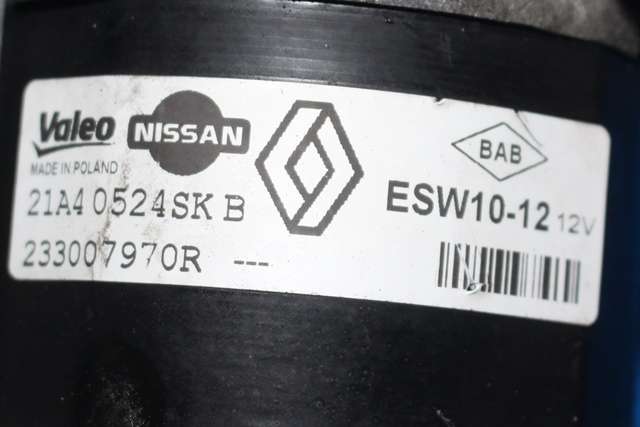 Valeo NISSAN BAB
MADE IN POLAND
21A4 0524SK B ESW10-12 12V
233007970R ---